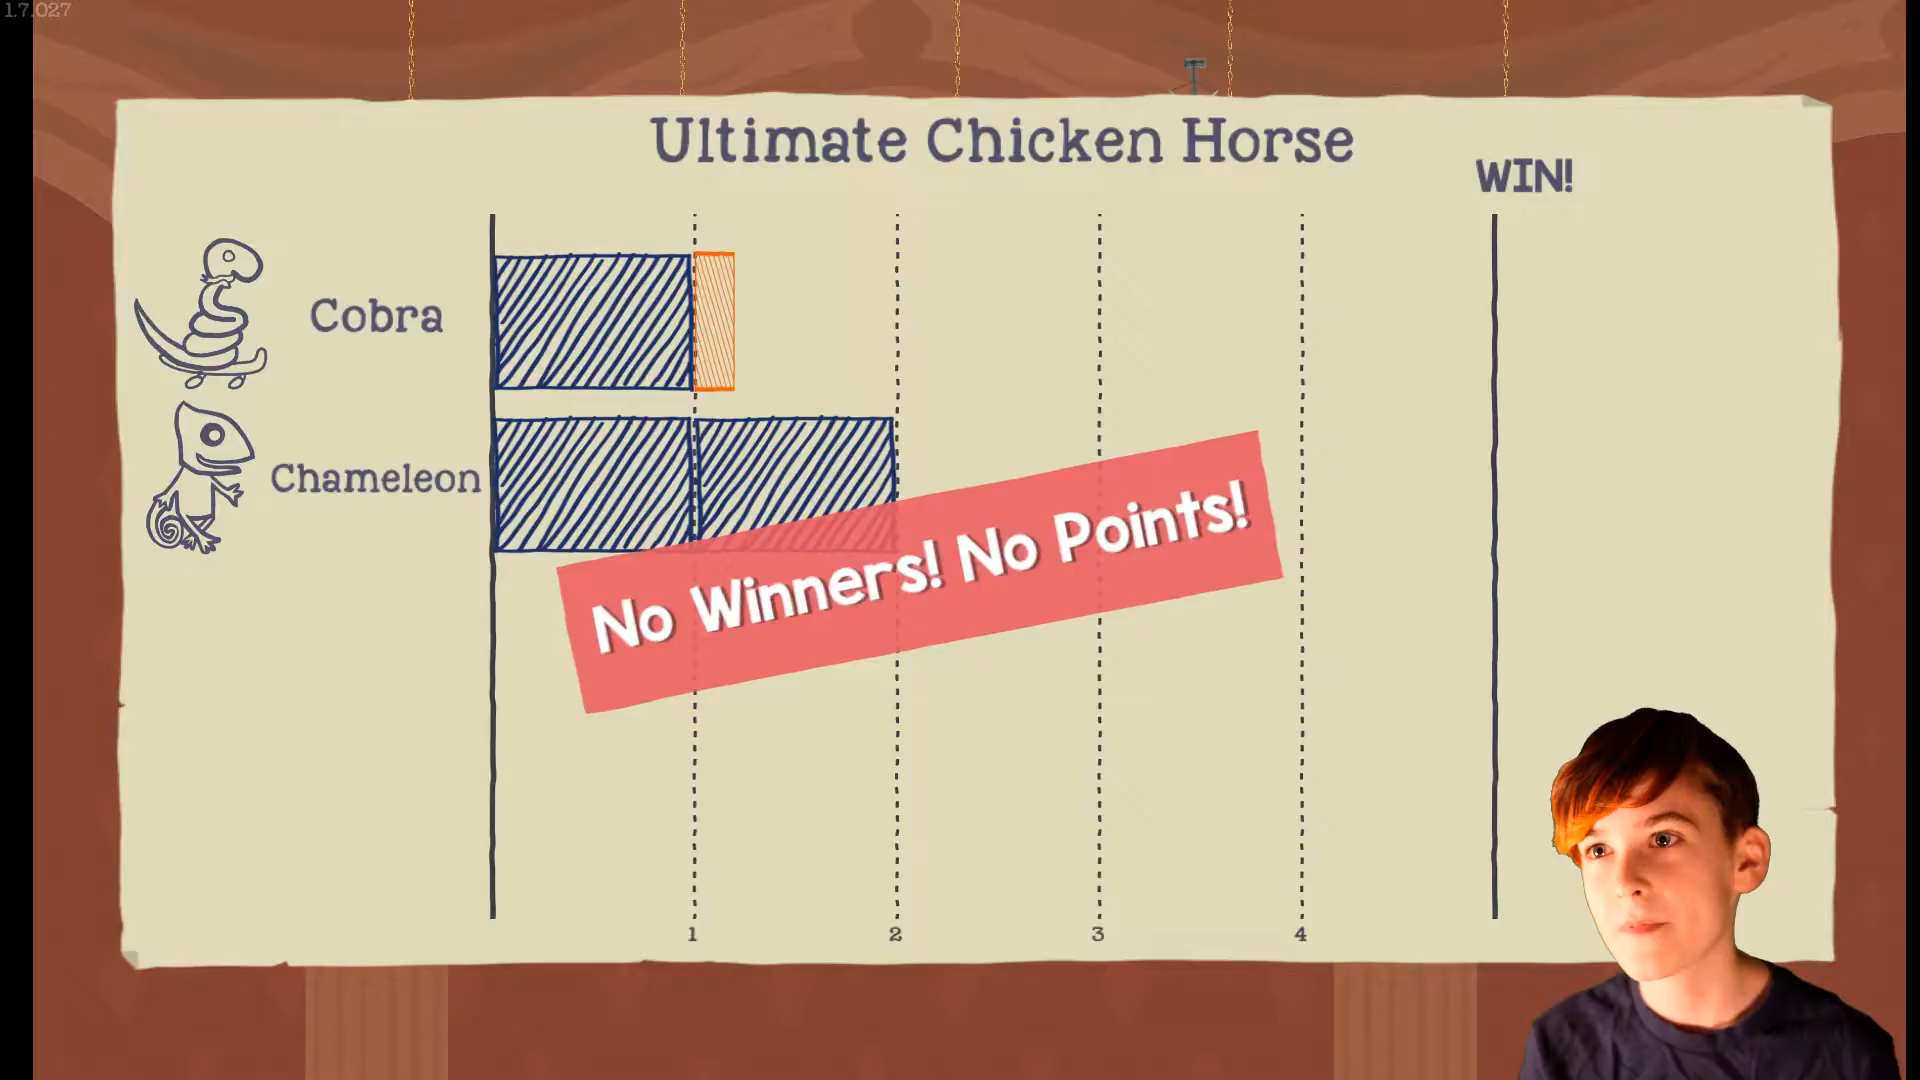 1.7.027
Ultimate Chicken Horse
WIN!
Cobra
Chameleon
No Winners! No Points!
1 2 3 4